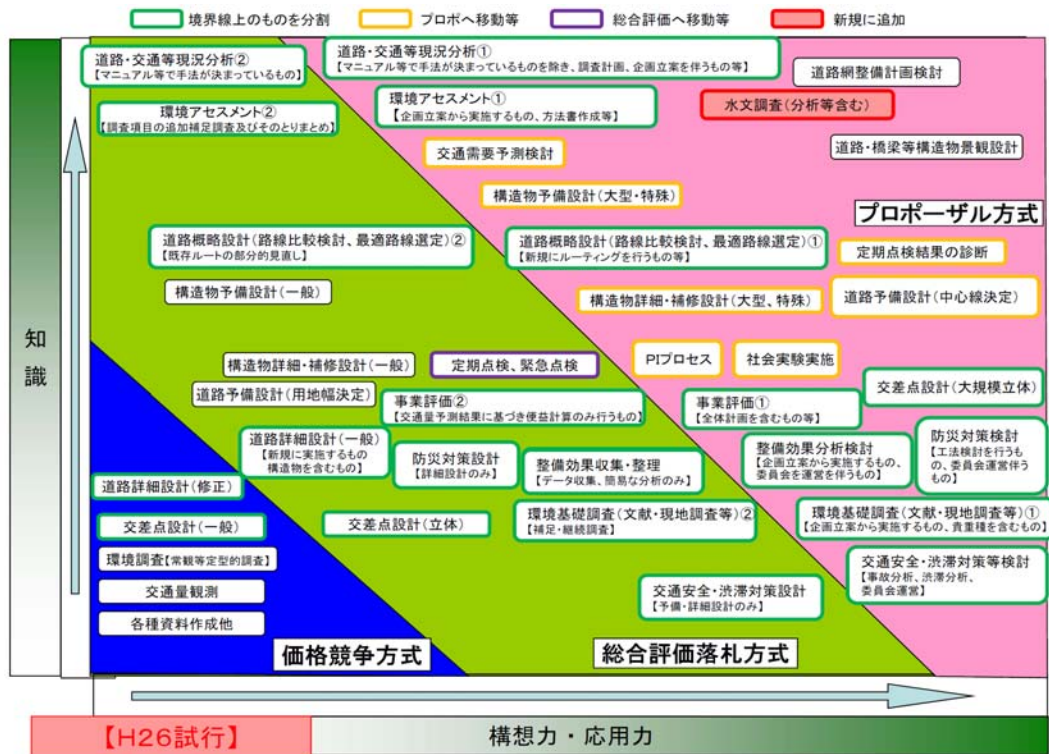 境界線上のものを分割
プロポへ移動等
総合評価へ移動等
新規に追加
道路・交通等現況分析②
【マニュアル等で手法が決まっているもの】
道路・交通等現況分析①
【マニュアル等で手法が決まっているものを除き、調査計画、企画立案を伴うもの等】
道路網整備計画検討
環境アセスメント②
【調査項目の追加補足調査及びそのとりまとめ】
環境アセスメント①
【企画立案から実施するもの、方法書作成等】
水文調査(分析等含む)
交通需要予測検討
道路・橋梁等構造物景観設計
構造物予備設計(大型・特殊)
プロポーザル方式
道路概略設計(路線比較検討、最適路線選定)②
【既存ルートの部分的見直し】
道路概略設計(路線比較検討、最適路線選定)①
【新規にルーティングを行うもの等】
定期点検結果の診断
構造物予備設計(一般)
構造物詳細・補修設計(大型、特殊)
道路予備設計(中心線決定)
知識
構造物詳細・補修設計(一般)
定期点検、緊急点検
PIプロセス
社会実験実施
道路予備設計(用地幅決定)
事業評価②
【交通量予測結果に基づき便益計算のみ行うもの】
事業評価①
【全体計画を含むもの等】
交差点設計(大規模立体)
道路詳細設計(一般)
【新規に実施するもの
構造物を含むもの】
防災対策設計
【詳細設計のみ】
整備効果収集・整理
【データ収集、簡易な分析のみ】
整備効果分析検討
【企画立案から実施するもの、
委員会を運営を伴うもの】
防災対策検討
【工法検討を行うも
の、委員会運営伴う
もの】
道路詳細設計(修正)
交差点設計(一般)
交差点設計(立体)
環境基礎調査(文献・現地調査等)②
【補足・継続調査】
環境基礎調査(文献・現地調査等)①
【企画立案から実施するもの、貴重種を含むもの】
環境調査【常観等定型的調査】
交通量観測
各種資料作成他
交通安全・渋滞対策設計
【予備・詳細設計のみ】
交通安全・渋滞対策等検討
【事故分析、渋滞分析、
委員会運営】
価格競争方式
総合評価落札方式
【H26試行】
構想力・応用力